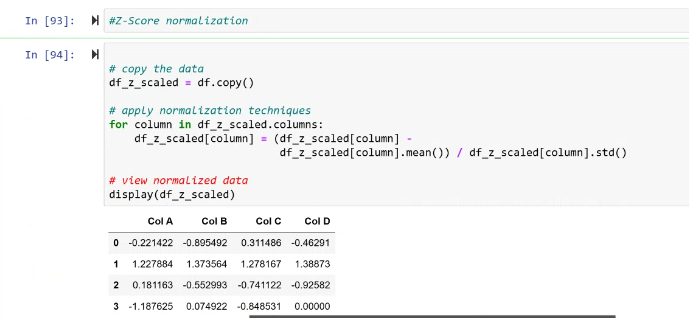 In [93]: #Z-Score normalization
In [94]:
# copy the data
df_z_scaled = df.copy()
# apply normalization techniques
for column in df_z_scaled.columns:
df_z_scaled[column] = (df_z_scaled[column] -
df_z_scaled[column].mean()) / df_z_scaled[column].std()
# view normalized data
display(df_z_scaled)
Col A Col B Col C Col D
0 -0.221422 -0.895492 0.311486 -0.46291
1 1.227884 1.373564 1.278167 1.38873
2 0.181163 -0.552993 -0.741122 -0.92582
3 -1.187625 0.074922 -0.848531 0.00000